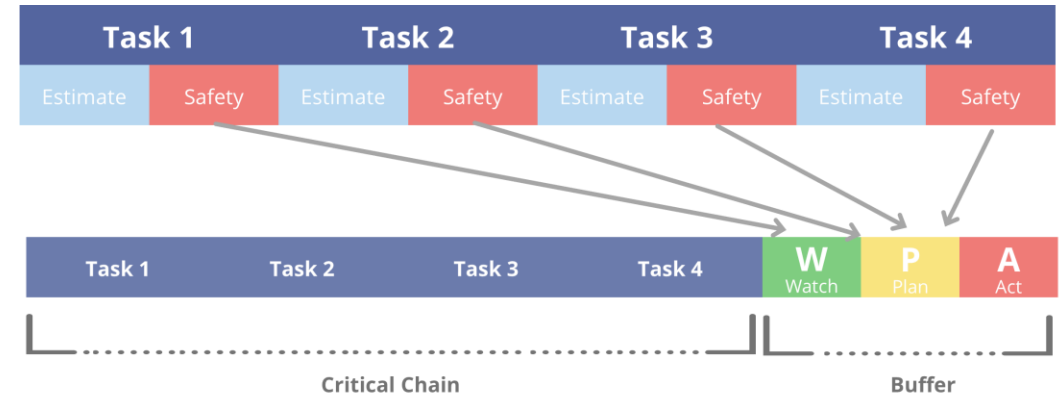 Task 1 Task 2 Task 3 Task 4
Estimate Safety Estimate Safety Estimate Safety Estimate Safety
Task 1 Task 2 Task 3 Task 4 W P A
Watch Plan Act
Critical Chain Buffer